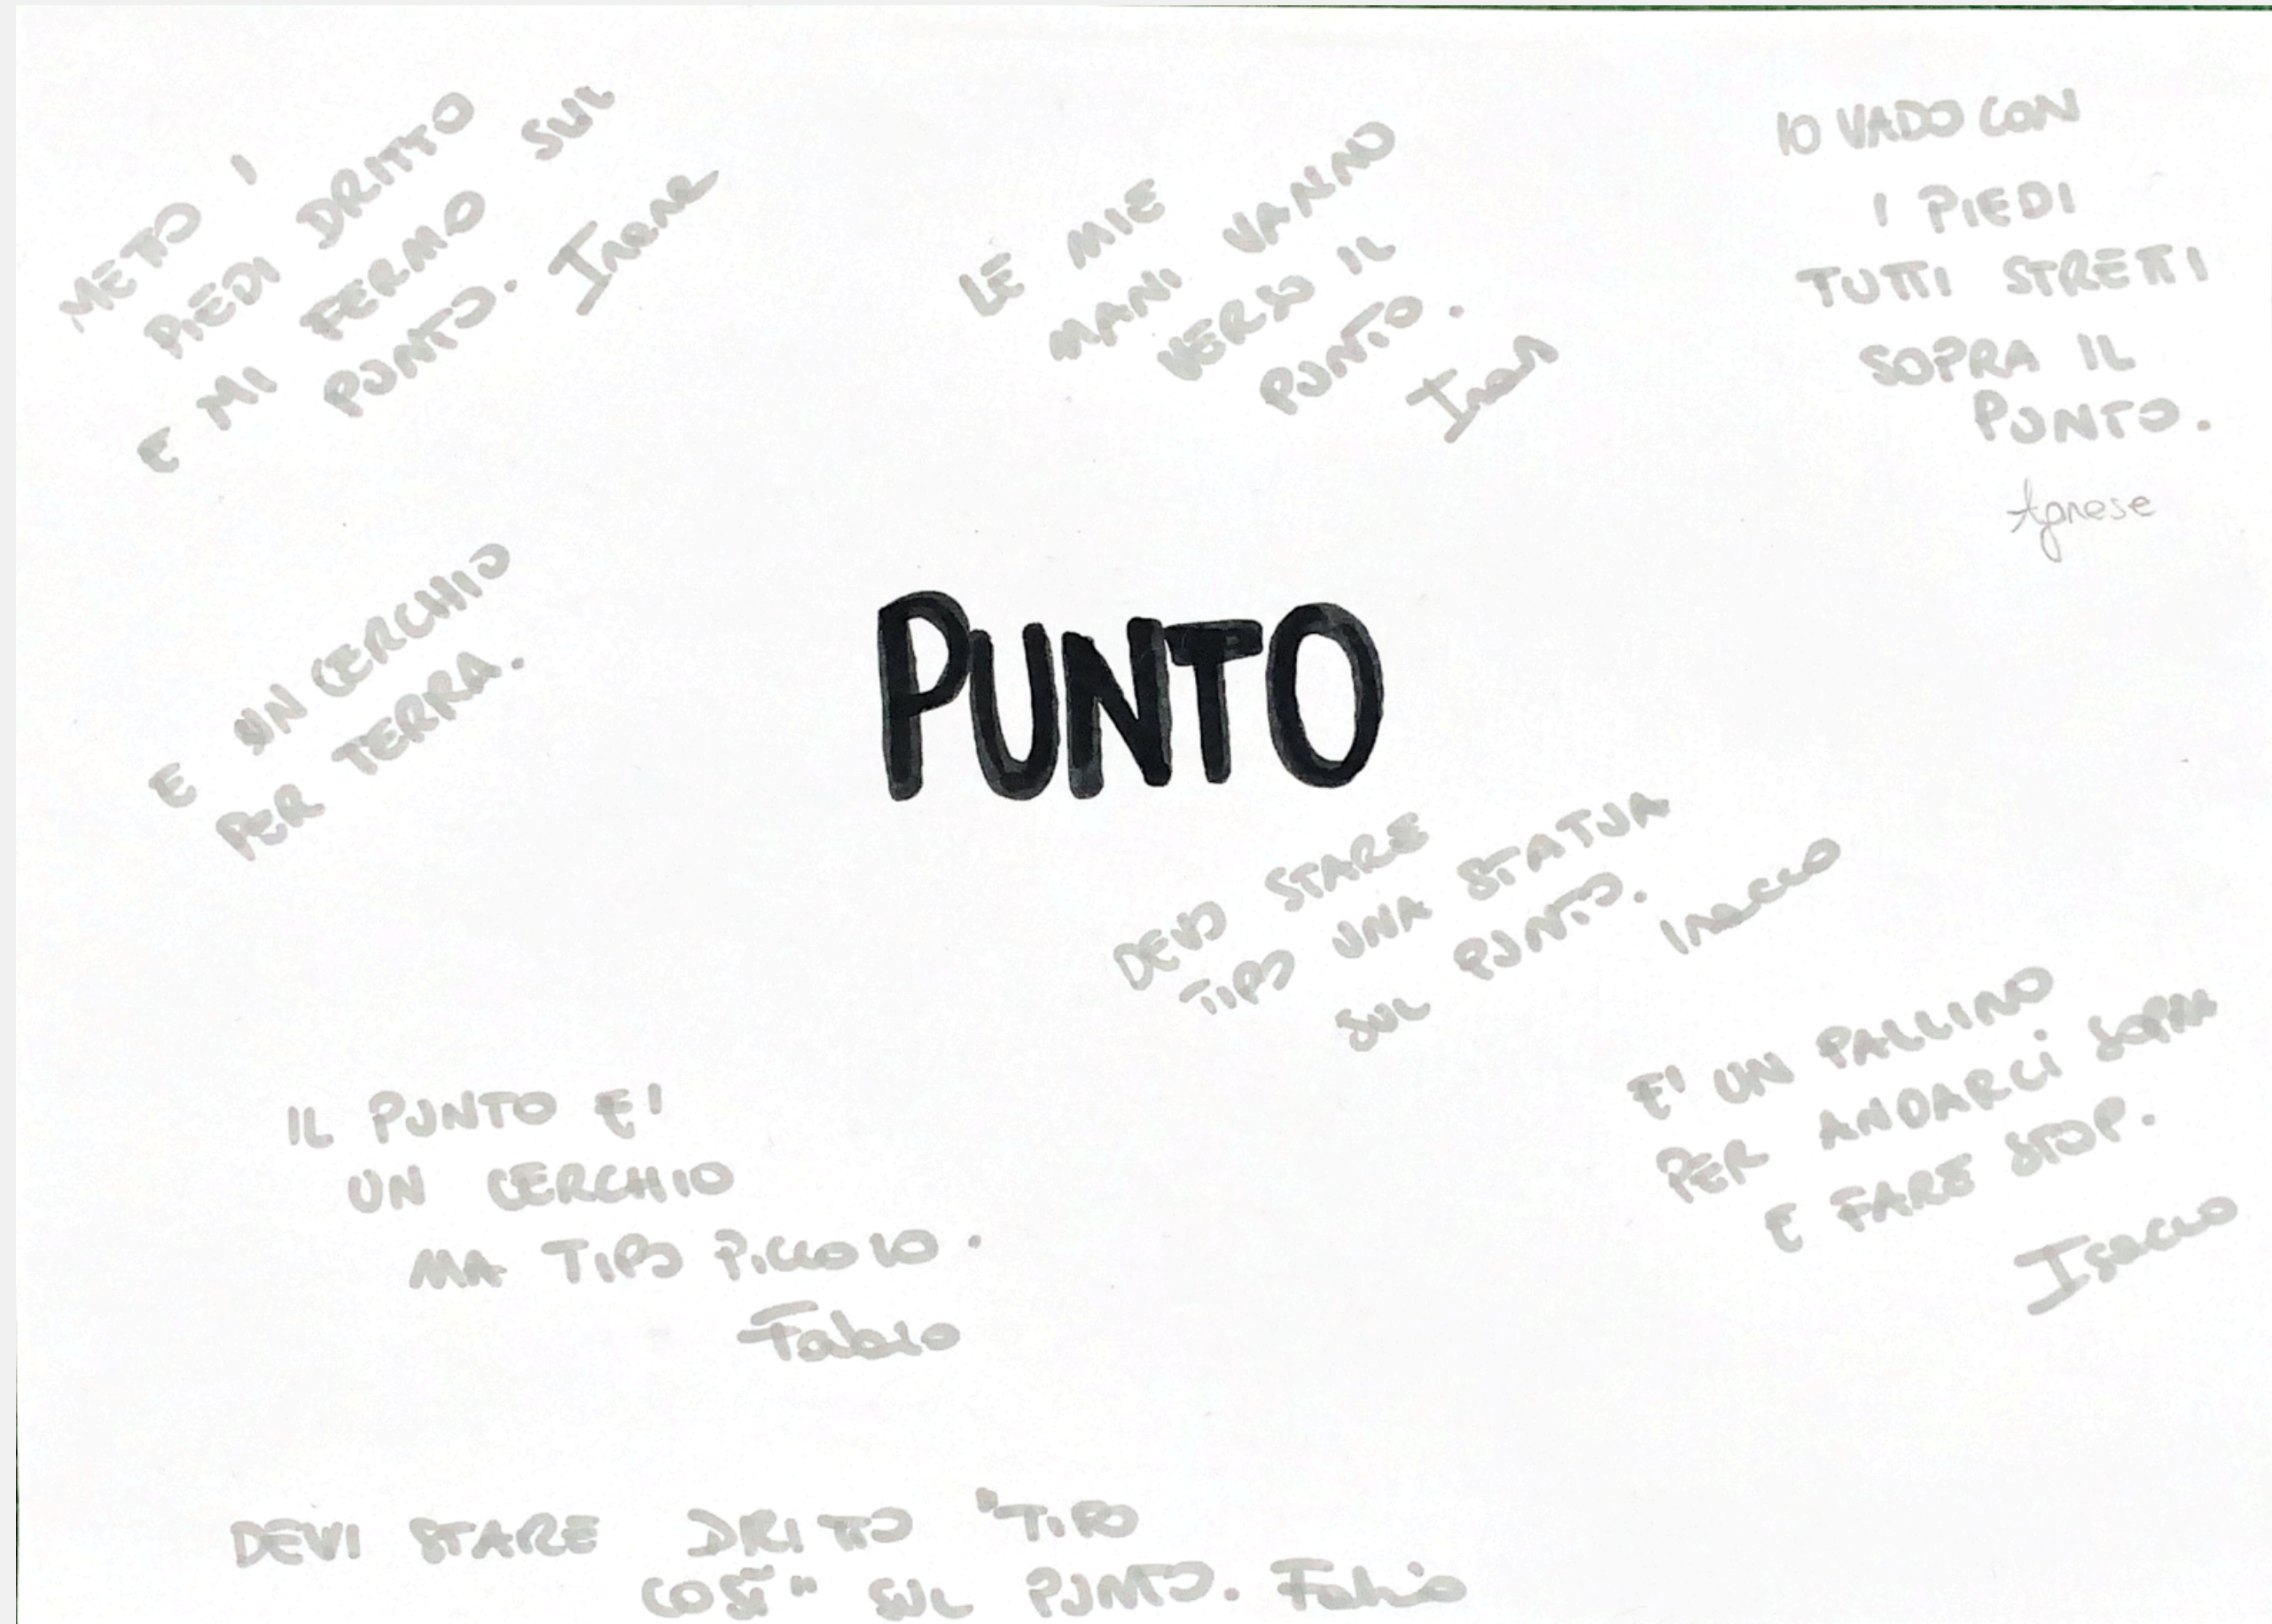 METTO I
PIEDI DRITTO
E MI FERMO SUL
PUNTO. Irene
LE MIE
MANI VANNO
VERSO IL
PUNTO.
IO VADO CON
I PIEDI
TUTTI STRETTI
SOPRA IL
PUNTO.
Agnese
E UN CERCHIO
PER TERRA.
PUNTO
DEVO STARE
TIPO UNA STATUA
SUL PUNTO. Isacco
E' UN PALLINO
PER ANDARCI SOPRA
E FARE STOP.
Isacco
IL PUNTO E'
UN CERCHIO
MA TIPO PICCOLO.
Fabio
DEVI STARE DRITTO "TIPO
COSÌ" SUL PUNTO. Fabio